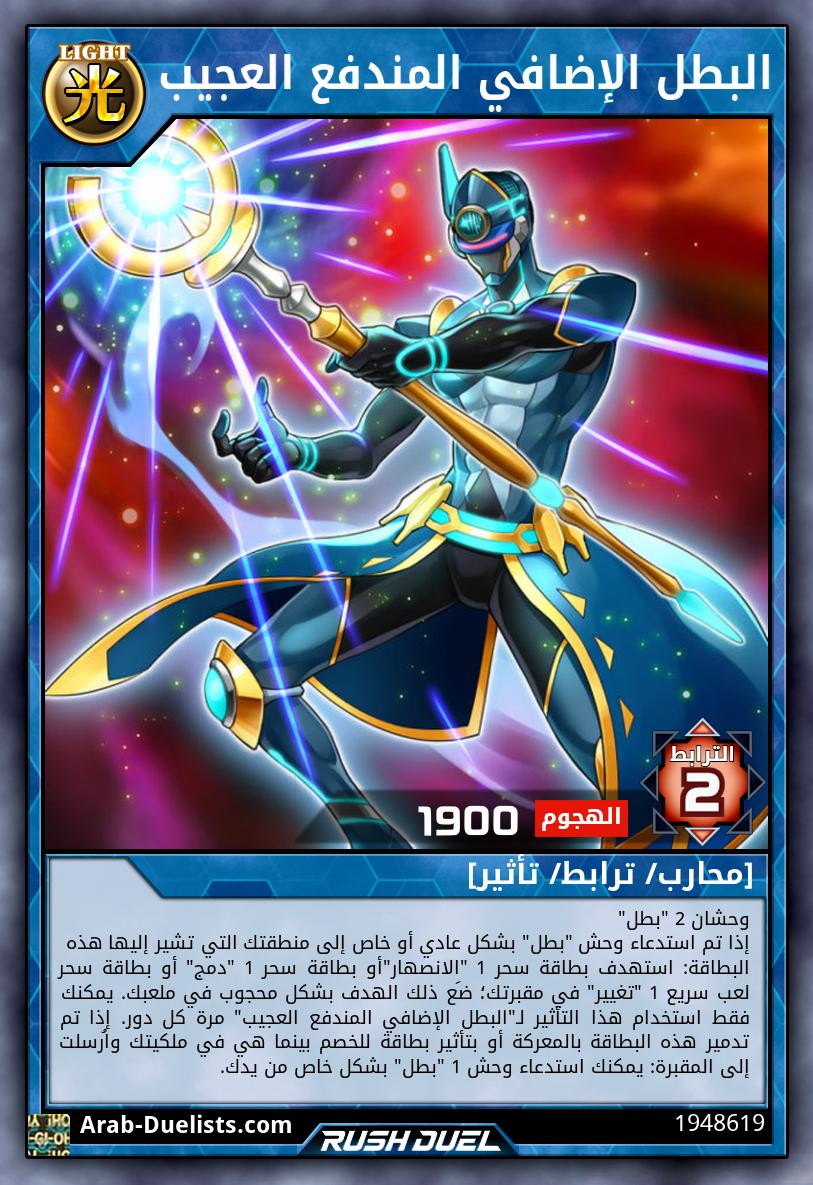 LIGHT
光
البطل الإضافي المندفع العجيب
الترابط
2
الهجوم 1900
[محارب/ ترابط/ تأثير]
وحشان 2 "بطل"
إذا تم استدعاء وحش "بطل" بشكل عادي أو خاص إلى منطقتك التي تشير إليها هذه
البطاقة: استهدف بطاقة سحر 1 "الانصهار"أو بطاقة سحر 1 "دمج" أو بطاقة سحر
لعب سريع 1 "تغيير" في مقبرتك؛ ضَع ذلك الهدف بشكل محجوب في ملعبك. يمكنك
فقط استخدام هذا التأثير لـ"البطل الإضافي المندفع العجيب" مرة كل دور. إذا تم
تدمير هذه البطاقة بالمعركة أو بتأثير بطاقة للخصم بينما هي في ملكيتك وأُرسلت
إلى المقبرة: يمكنك استدعاء وحش 1 "بطل" بشكل خاص من يدك.
Arab-Duelists.com
RUSH DUEL
1948619